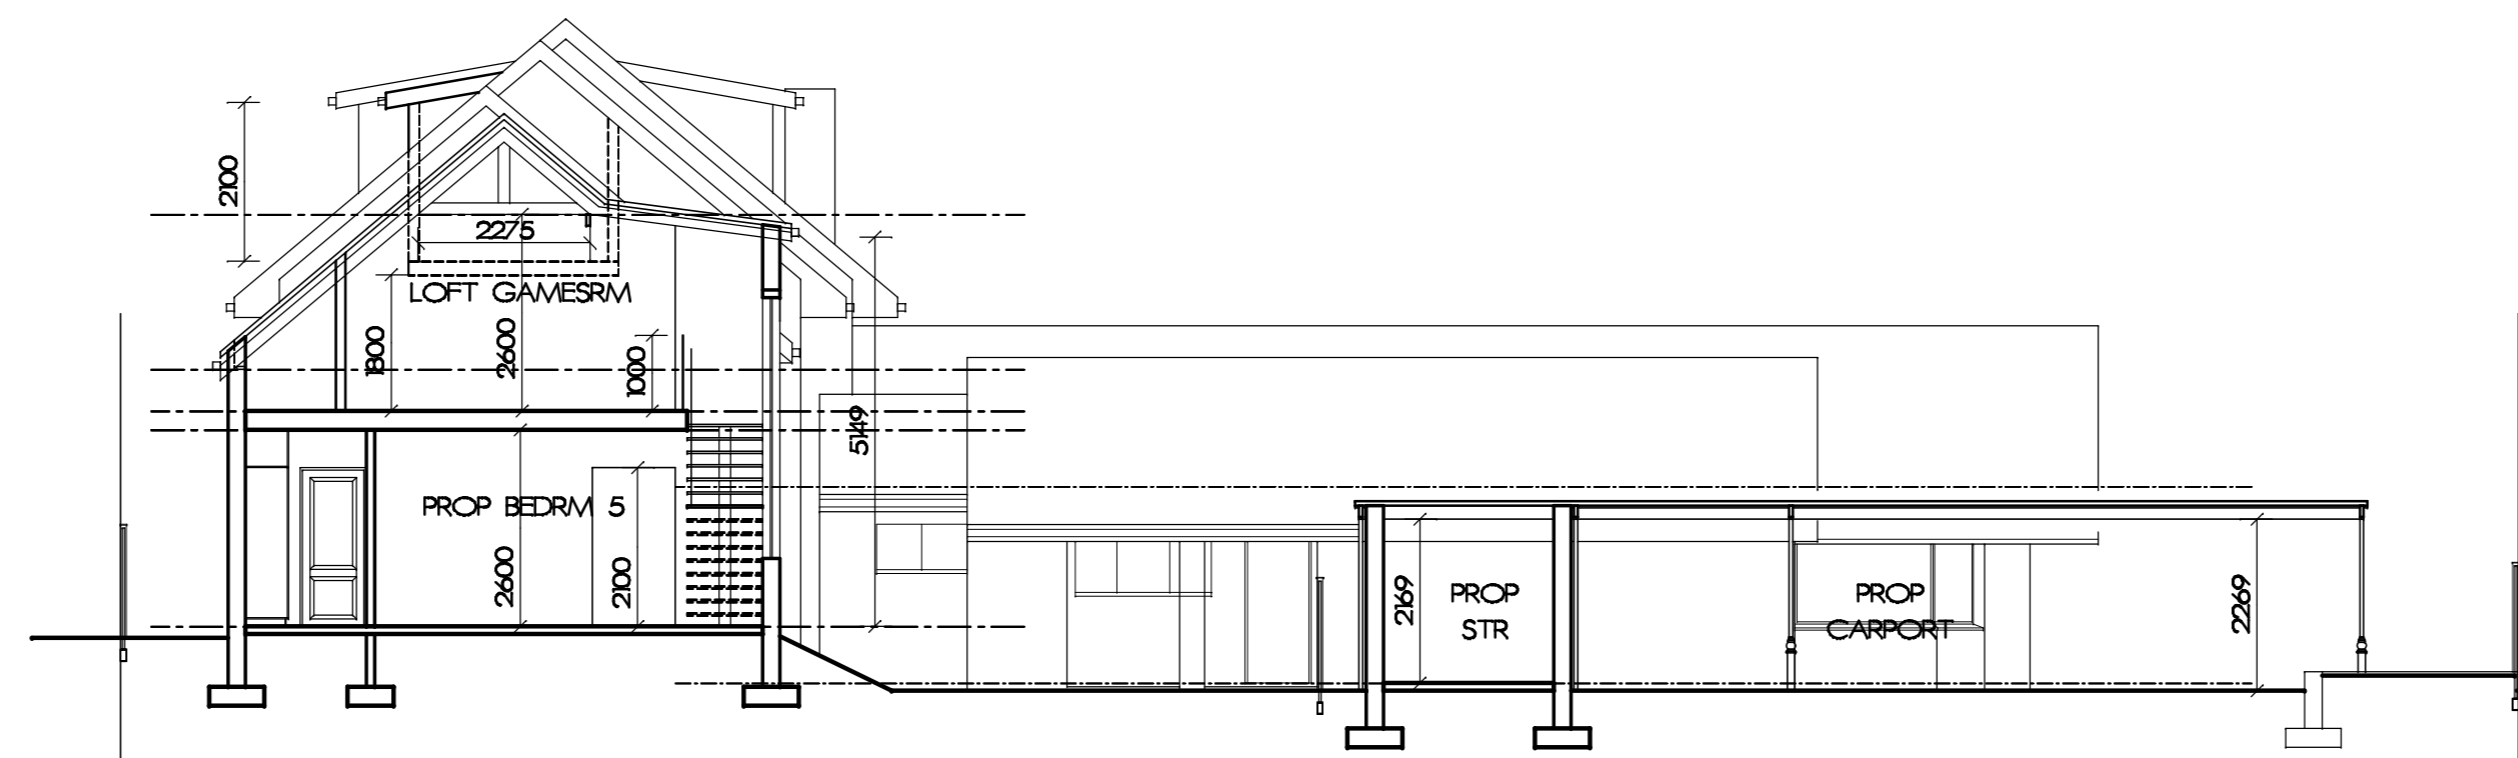 2100
2275
LOFT GAMESRM
1800
2600
1000
5149
PROP BEDRM 5
2600
2100
2169
PROP
STR
PROP
CARPORT
2269